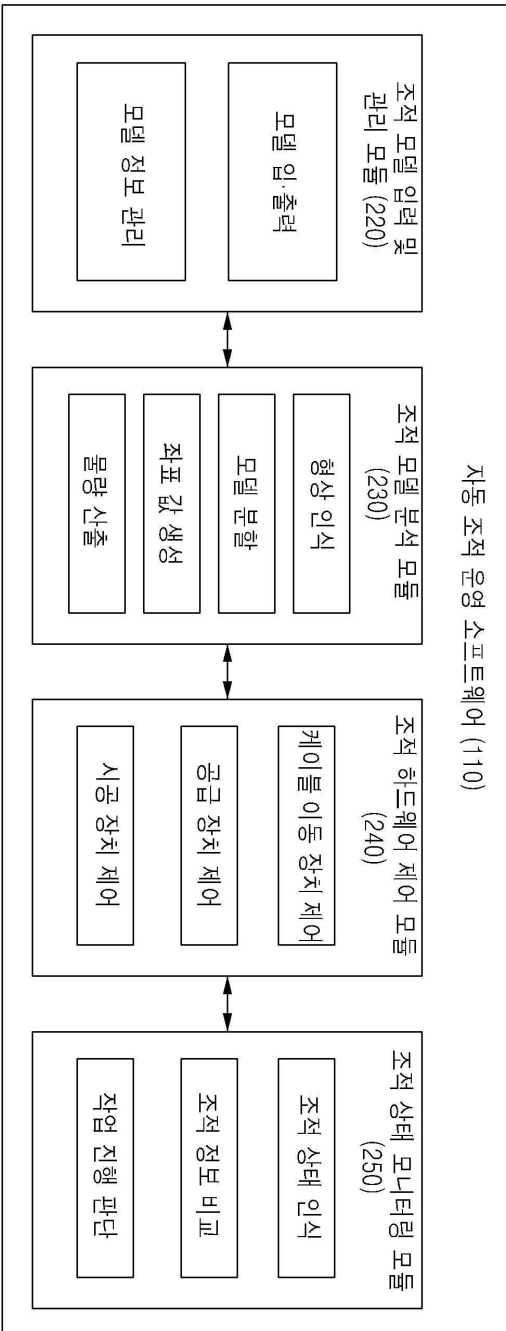 자동 조적 운영 소프트웨어 (110)
조적 모델 입력 및
관리 모듈 (220)
모델 입·출력
모델 정보 관리
조적 모델 분석 모듈
(230)
형상 인식
모델 분할
좌표 값 생성
물량 산출
조적 하드웨어 제어 모듈
(240)
케이블 이동 장치 제어
공급 장치 제어
시공 장치 제어
조적 상태 모니터링 모듈
(250)
조적 상태 인식
조적 정보 비교
작업 진행 판단